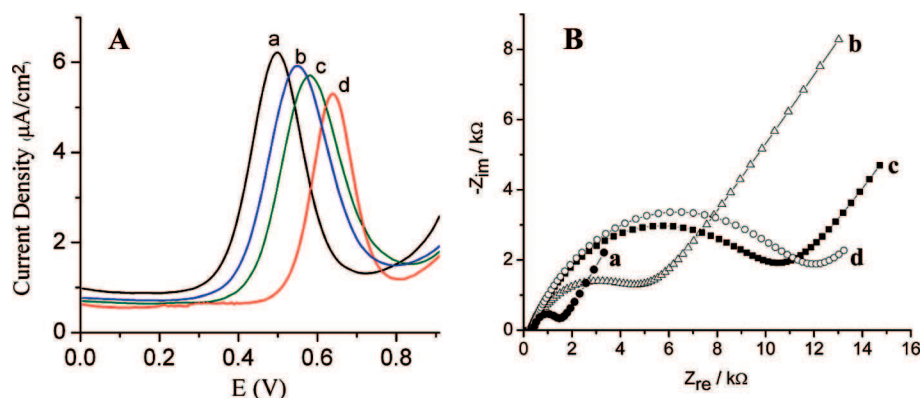 A
a
b
c
d
Current Density (μA/cm²)
6
4
2
0
0.0 0.2 0.4 0.6 0.8
E (V)
B
b
c
a
d
-Zim / kΩ
8
6
4
2
0
0 2 4 6 8 10 12 14 16
Zre / kΩ